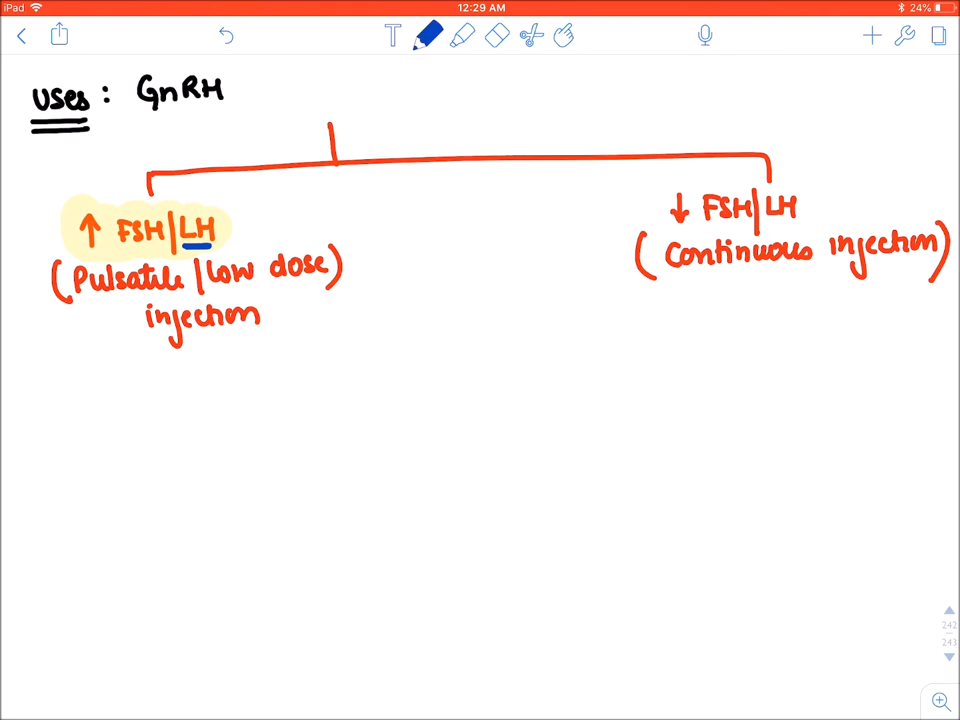 iPad 12:29 AM 24%
T
Uses : GnRH
↑ FSH|LH
(Pulsatile | low dose)
injection
↓ FSH|LH
(Continuous injection)
242
243